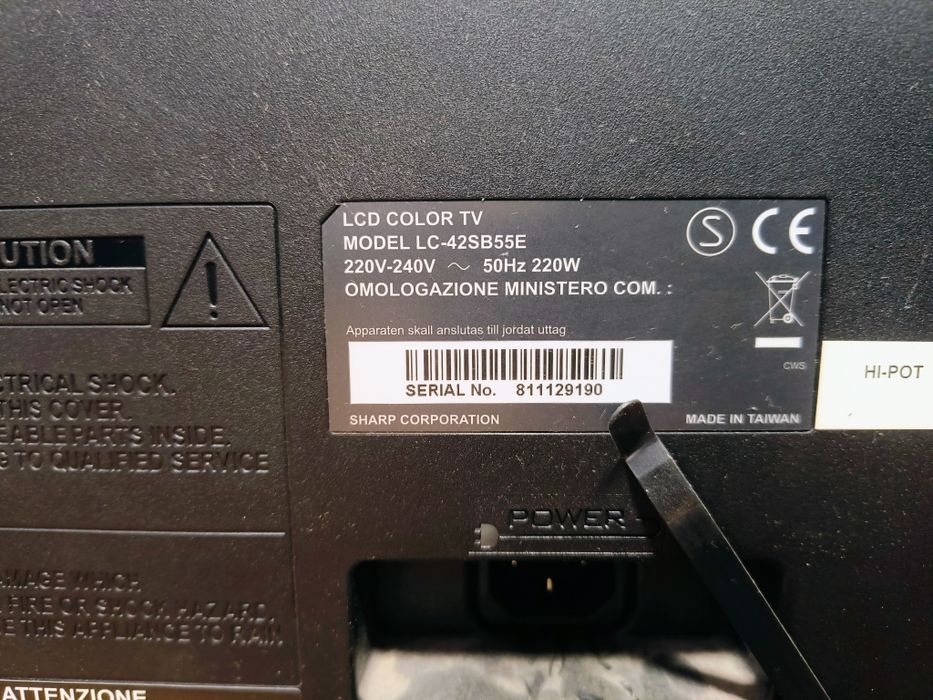 UTION
LECTRIC SHOCK
NOT OPEN
CTRICAL SHOCK.
THIS COVER.
EABLE PARTS INSIDE.
G TO QUALIFIED SERVICE
AMAGE WHICH
FIRE OR SHOCK HAZARD,
E THIS APPLIANCE TO RAIN
ATTENZIONE
LCD COLOR TV
MODEL LC-42SB55E
220V-240V ～ 50Hz 220W
OMOLOGAZIONE MINISTERO COM. :
S CE
Apparaten skall anslutas till jordat uttag
CWS
SERIAL No. 811129190
SHARP CORPORATION MADE IN TAIWAN
HI-POT
POWER